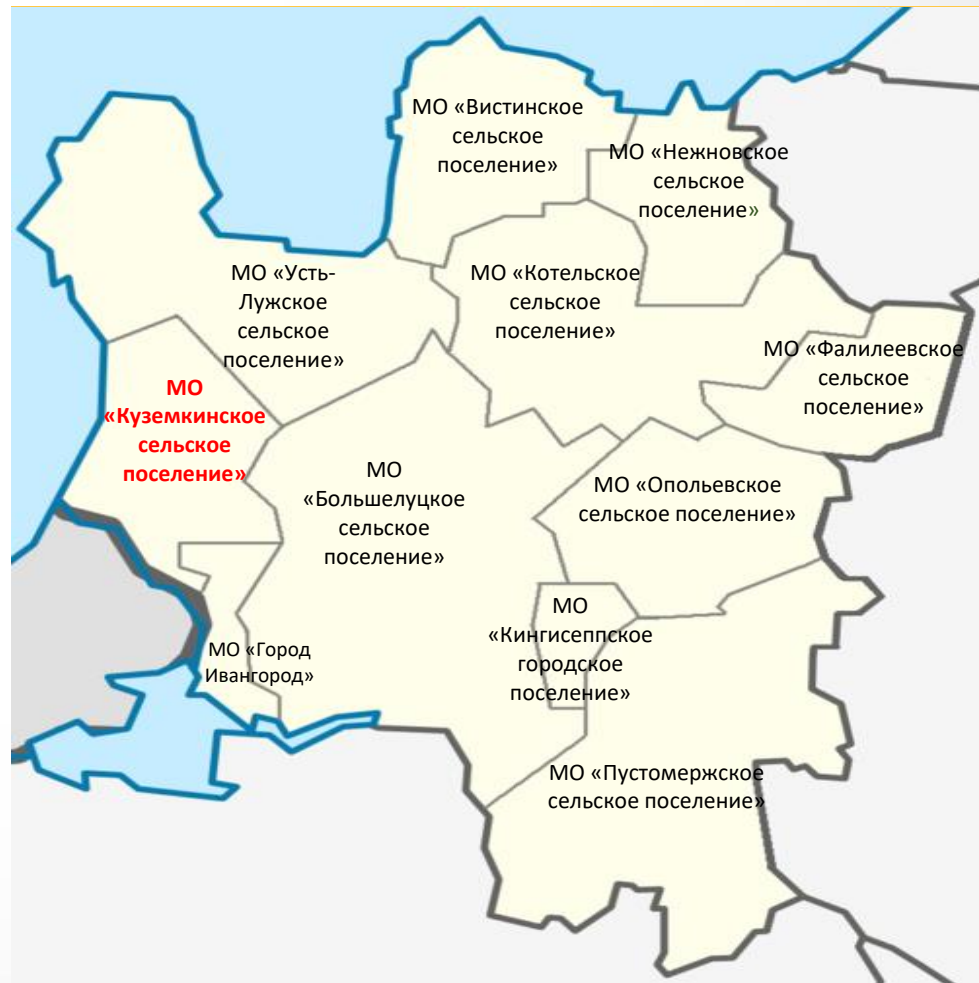 МО «Вистинское
сельское
поселение»
МО «Нежновское
сельское
поселение»
МО «Усть-
Лужское
сельское
поселение»
МО «Котельское
сельское
поселение»
МО «Фалилеевское
сельское
поселение»
МО
«Куземкинское
сельское
поселение»
МО
«Большелуцкое
сельское
поселение»
МО «Опольевское
сельское поселение»
МО
«Кингисеппское
городское
поселение»
МО «Город
Ивангород»
МО «Пустомержское
сельское поселение»